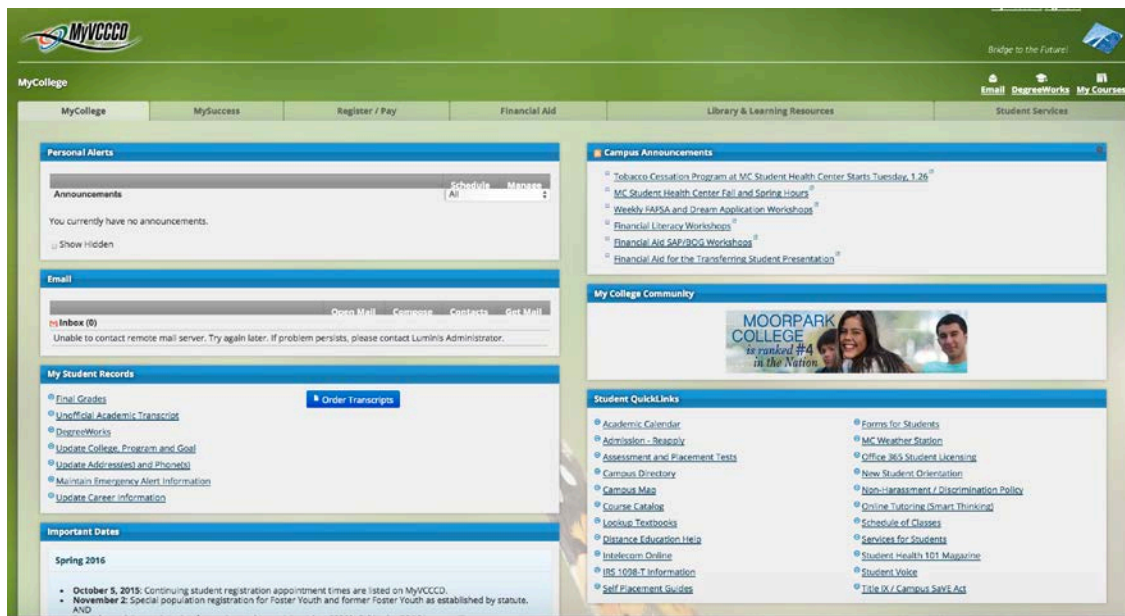 MyVCCCD
Bridge to the Future!
MyCollege
Email DegreeWorks My Courses
MyCollege MySuccess Register / Pay Financial Aid Library & Learning Resources Student Services
Personal Alerts
Schedule Manage
Announcements All
You currently have no announcements.
Show Hidden
Email
Open Mail Compose Contacts Get Mail
Inbox (0)
Unable to contact remote mail server. Try again later. If problem persists, please contact Luminis Administrator.
My Student Records
Final Grades
Order Transcripts
Unofficial Academic Transcript
DegreeWorks
Update College, Program and Goal
Update Address(es) and Phone(s)
Maintain Emergency Alert Information
Update Career Information
Important Dates
Spring 2016
October 5, 2015: Continuing student registration appointment times are listed on MyVCCCD.
November 2: Special population registration for Foster Youth and former Foster Youth as established by statute.
AND
Campus Announcements
Tobacco Cessation Program at MC Student Health Center Starts Tuesday, 1.26
MC Student Health Center Fall and Spring Hours
Weekly FAFSA and Dream Application Workshops
Financial Literacy Workshops
Financial Aid SAP/BOG Workshops
Financial Aid for the Transferring Student Presentation
My College Community
MOORPARK
COLLEGE
is ranked #4
in the Nation
Student QuickLinks
Academic Calendar
Admission - Reapply
Assessment and Placement Tests
Campus Directory
Campus Map
Course Catalog
Lookup Textbooks
Distance Education Help
Intelecom Online
IRS 1098-T Information
Self Placement Guides
Forms for Students
MC Weather Station
Office 365 Student Licensing
New Student Orientation
Non-Harassment / Discrimination Policy
Online Tutoring (Smart Thinking)
Schedule of Classes
Services for Students
Student Health 101 Magazine
Student Voice
Title IX / Campus SaVE Act